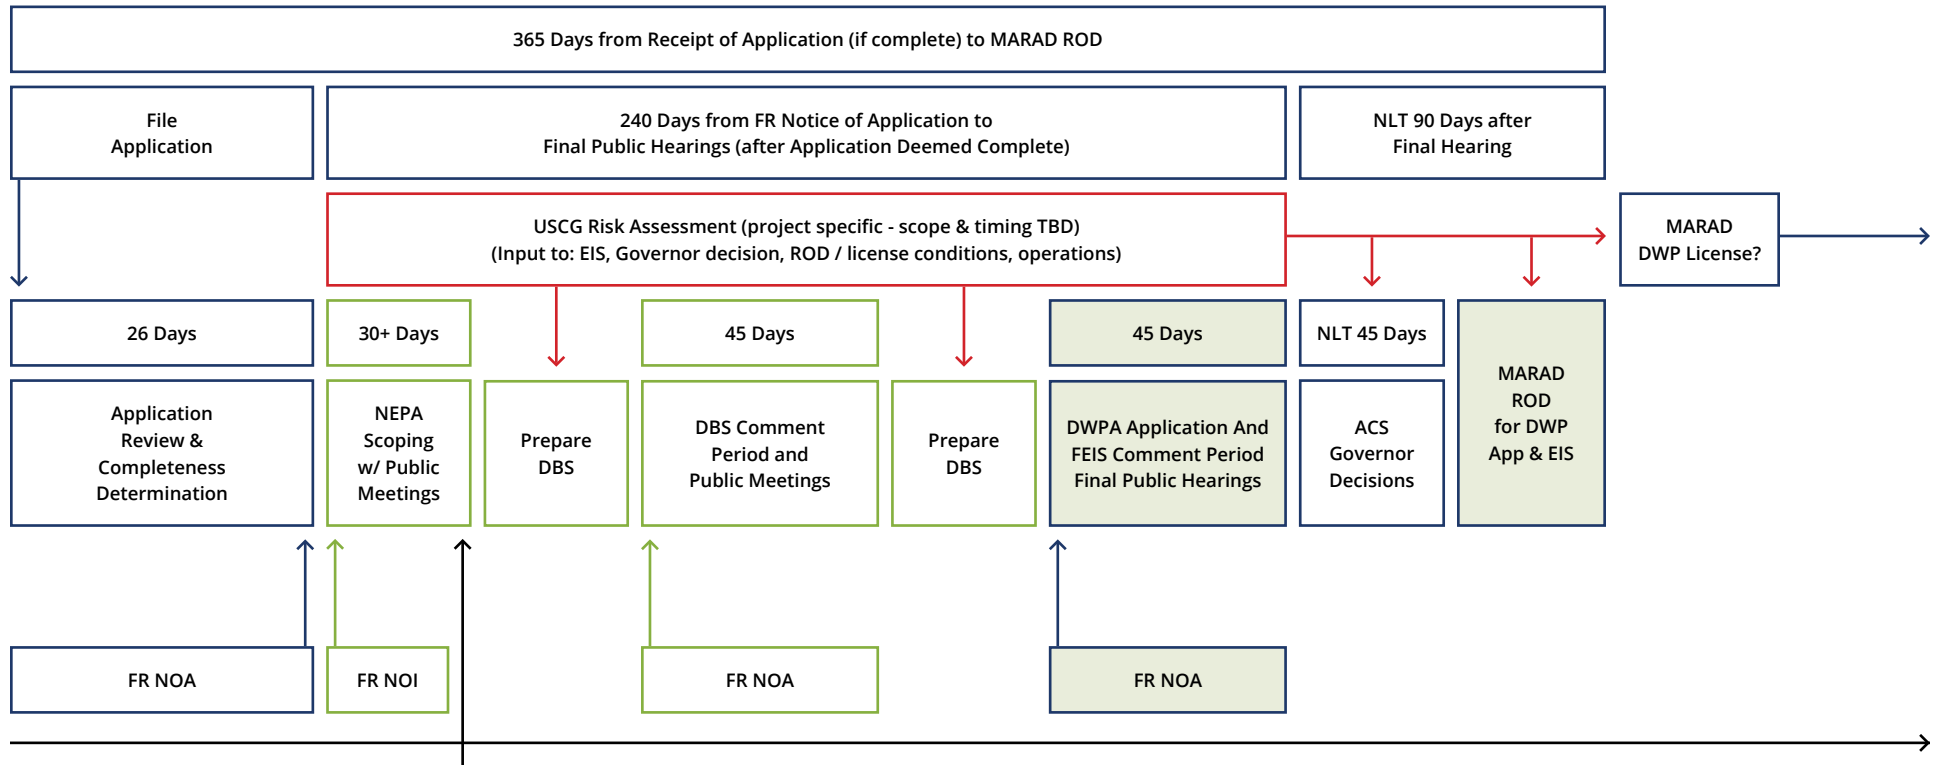 365 Days from Receipt of Application (if complete) to MARAD ROD
File
Application
240 Days from FR Notice of Application to
Final Public Hearings (after Application Deemed Complete)
NLT 90 Days after
Final Hearing
USCG Risk Assessment (project specific - scope & timing TBD)
(Input to: EIS, Governor decision, ROD / license conditions, operations)
MARAD
DWP License?
26 Days
30+ Days
45 Days
45 Days
NLT 45 Days
Application
Review &
Completeness
Determination
NEPA
Scoping
w/ Public
Meetings
Prepare
DBS
DBS Comment
Period and
Public Meetings
Prepare
DBS
DWPA Application And
FEIS Comment Period
Final Public Hearings
ACS
Governor
Decisions
MARAD
ROD
for DWP
App & EIS
FR NOA
FR NOI
FR NOA
FR NOA